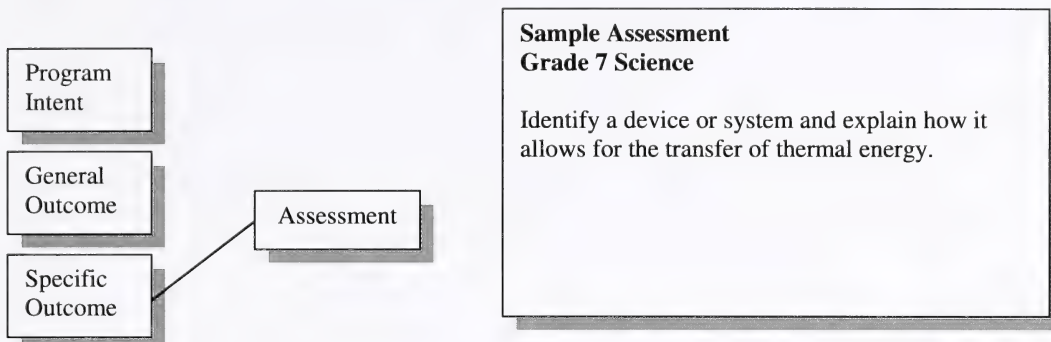 Program
Intent
General
Outcome
Specific
Outcome
Assessment
Sample Assessment
Grade 7 Science
Identify a device or system and explain how it
allows for the transfer of thermal energy.